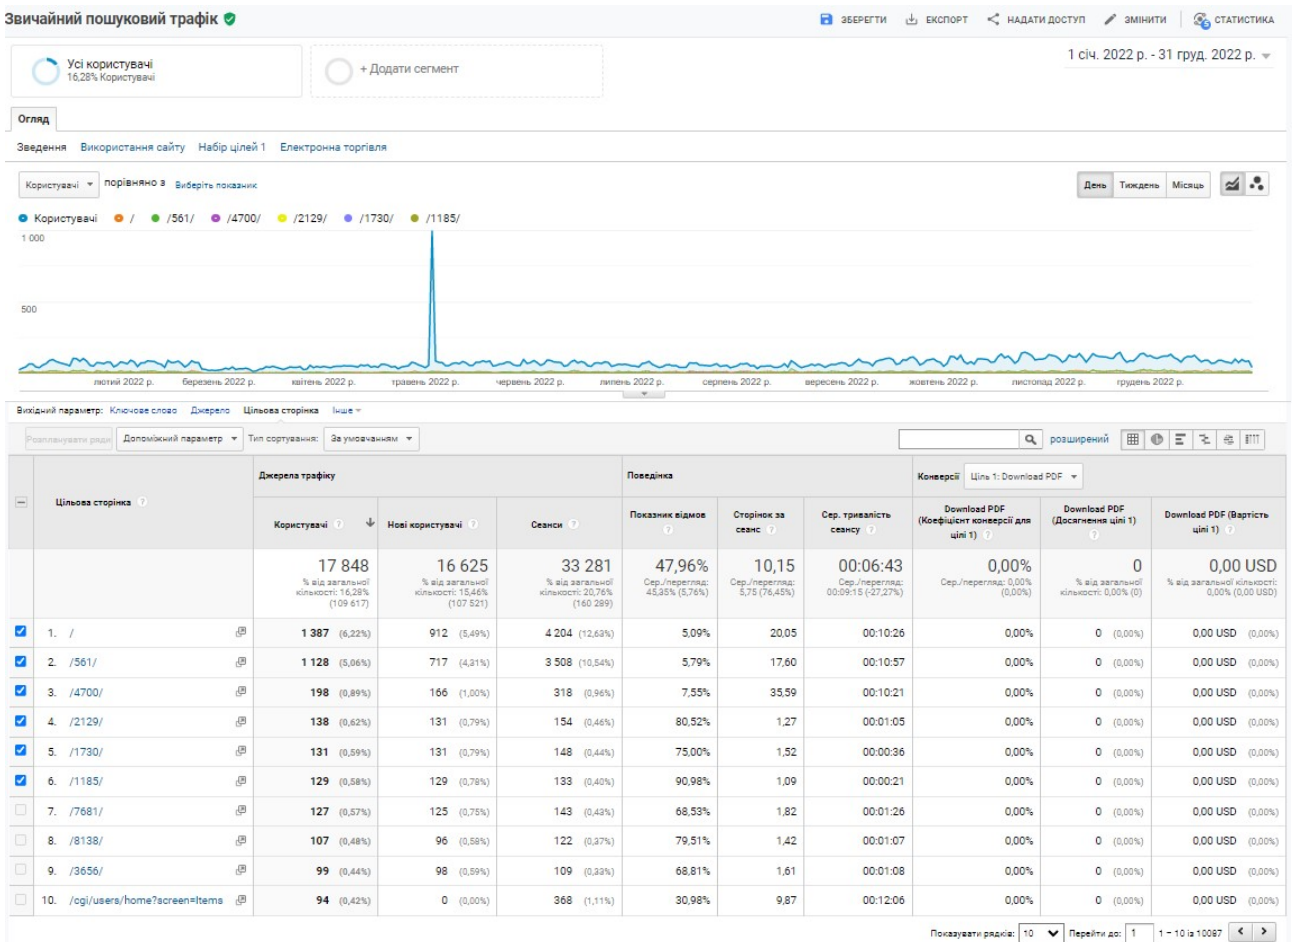 Звичайний пошуковий трафік
ЗБЕРЕГТИ ЕКСПОРТ НАДАТИ ДОСТУП ЗМІНИТИ 5 СТАТИСТИКА
Усі користувачі
16,28% Користувачі
+ Додати сегмент
1 січ. 2022 р. - 31 груд. 2022 р.
Огляд
Зведення Використання сайту Набір цілей 1 Електронна торгівля
Користувачі порівняно з Виберіть показник
День Тиждень Місяць
Користувачі / /561/ /4700/ /2129/ /1730/ /1185/
1 000
500
лютий 2022 р. березень 2022 р. квітень 2022 р. травень 2022 р. червень 2022 р. липень 2022 р. серпень 2022 р. вересень 2022 р. жовтень 2022 р. листопад 2022 р. грудень 2022 р.
Вихідний параметр: Ключове слово Джерело Цільова сторінка Інше
Розпланувати ряди Допоміжний параметр Тип сортування: За умовчанням розширений
Джерела трафіку Поведінка Конверсії Ціль 1: Download PDF
Цільова сторінка ?
Користувачі ? Нові користувачі ? Сеанси ? Показник відмов ? Сторінок за сеанс ? Сер. тривалість сеансу ? Download PDF (Коефіцієнт конверсії для цілі 1) ? Download PDF (Досягнення цілі 1) ? Download PDF (Вартість цілі 1) ?
17 848 16 625 33 281 47,96% 10,15 00:06:43 0,00% 0 0,00 USD
% від загальної кількості: 16,28% (109 617) % від загальної кількості: 15,46% (107 521) % від загальної кількості: 20,76% (160 289) Сер./перегляд: 45,35% (5,76%) Сер./перегляд: 5,75 (76,45%) Сер./перегляд: 00:09:15 (-27,27%) Сер./перегляд: 0,00% (0,00%) % від загальної кількості: 0,00% (0) % від загальної кількості: 0,00% (0,00 USD)
1. / 1 387 (6,22%) 912 (5,49%) 4 204 (12,63%) 5,09% 20,05 00:10:26 0,00% 0 (0,00%) 0,00 USD (0,00%)
2. /561/ 1 128 (5,06%) 717 (4,31%) 3 508 (10,54%) 5,79% 17,60 00:10:57 0,00% 0 (0,00%) 0,00 USD (0,00%)
3. /4700/ 198 (0,89%) 166 (1,00%) 318 (0,96%) 7,55% 35,59 00:10:21 0,00% 0 (0,00%) 0,00 USD (0,00%)
4. /2129/ 138 (0,62%) 131 (0,79%) 154 (0,46%) 80,52% 1,27 00:01:05 0,00% 0 (0,00%) 0,00 USD (0,00%)
5. /1730/ 131 (0,59%) 131 (0,79%) 148 (0,44%) 75,00% 1,52 00:00:36 0,00% 0 (0,00%) 0,00 USD (0,00%)
6. /1185/ 129 (0,58%) 129 (0,78%) 133 (0,40%) 90,98% 1,09 00:00:21 0,00% 0 (0,00%) 0,00 USD (0,00%)
7. /7681/ 127 (0,57%) 125 (0,75%) 143 (0,43%) 68,53% 1,82 00:01:26 0,00% 0 (0,00%) 0,00 USD (0,00%)
8. /8138/ 107 (0,48%) 96 (0,58%) 122 (0,37%) 79,51% 1,42 00:01:07 0,00% 0 (0,00%) 0,00 USD (0,00%)
9. /3656/ 99 (0,44%) 98 (0,59%) 109 (0,33%) 68,81% 1,61 00:01:08 0,00% 0 (0,00%) 0,00 USD (0,00%)
10. /cgi/users/home?screen=Items 94 (0,42%) 0 (0,00%) 368 (1,11%) 30,98% 9,87 00:12:06 0,00% 0 (0,00%) 0,00 USD (0,00%)
Показувати рядків: 10 Перейти до: 1 1 – 10 із 10087